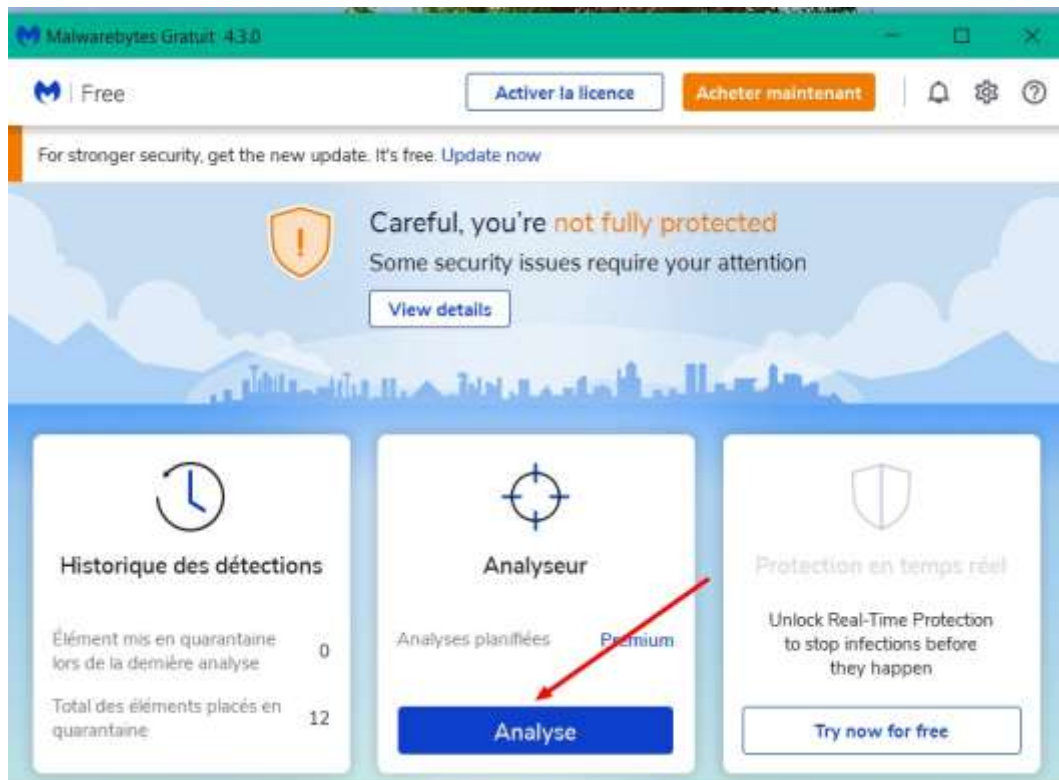 Malwarebytes Gratuit 4.3.0
Free
Activer la licence
Acheter maintenant
For stronger security, get the new update. It's free. Update now
Careful, you're not fully protected
Some security issues require your attention
View details
Historique des détections
Élément mis en quarantaine
lors de la dernière analyse
0
Total des éléments placés en
quarantaine
12
Analyseur
Analyses planifiées
Premium
Analyse
Protection en temps réel
Unlock Real-Time Protection
to stop infections before
they happen
Try now for free